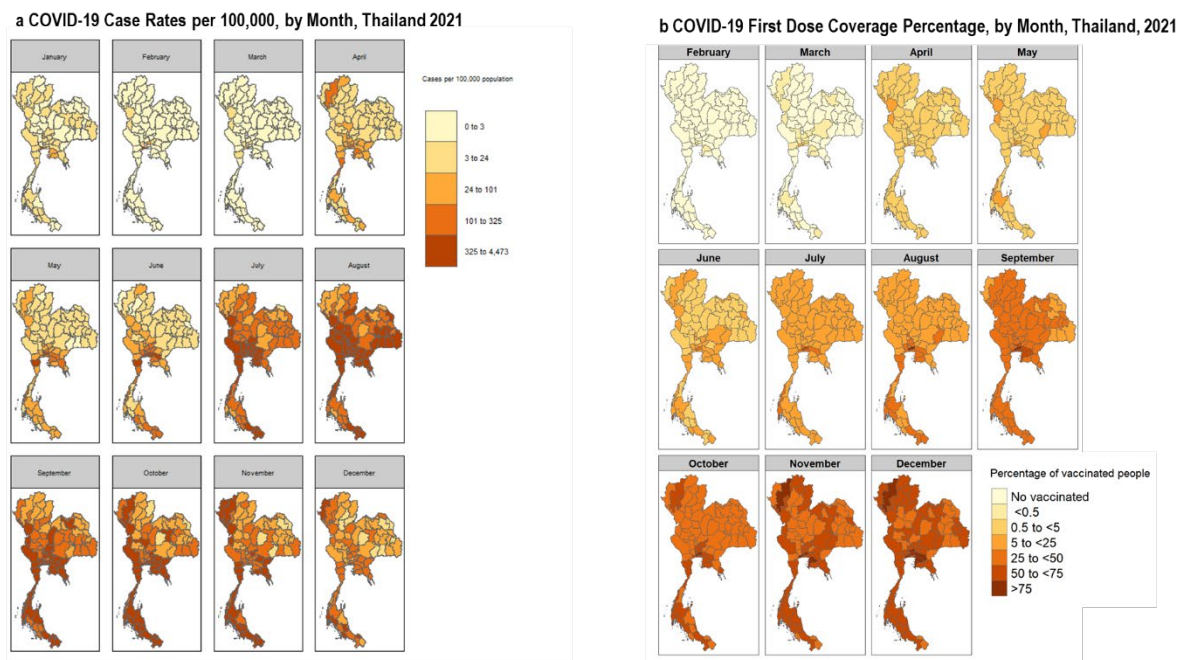 a COVID-19 Case Rates per 100,000, by Month, Thailand 2021
January
February
March
April
Cases per 100,000 population
0 to 3
3 to 24
24 to 101
101 to 325
325 to 4,473
May
June
July
August
September
October
November
December
b COVID-19 First Dose Coverage Percentage, by Month, Thailand, 2021
February
March
April
May
June
July
August
September
October
November
December
Percentage of vaccinated people
No vaccinated
<0.5
0.5 to <5
5 to <25
25 to <50
50 to <75
>75